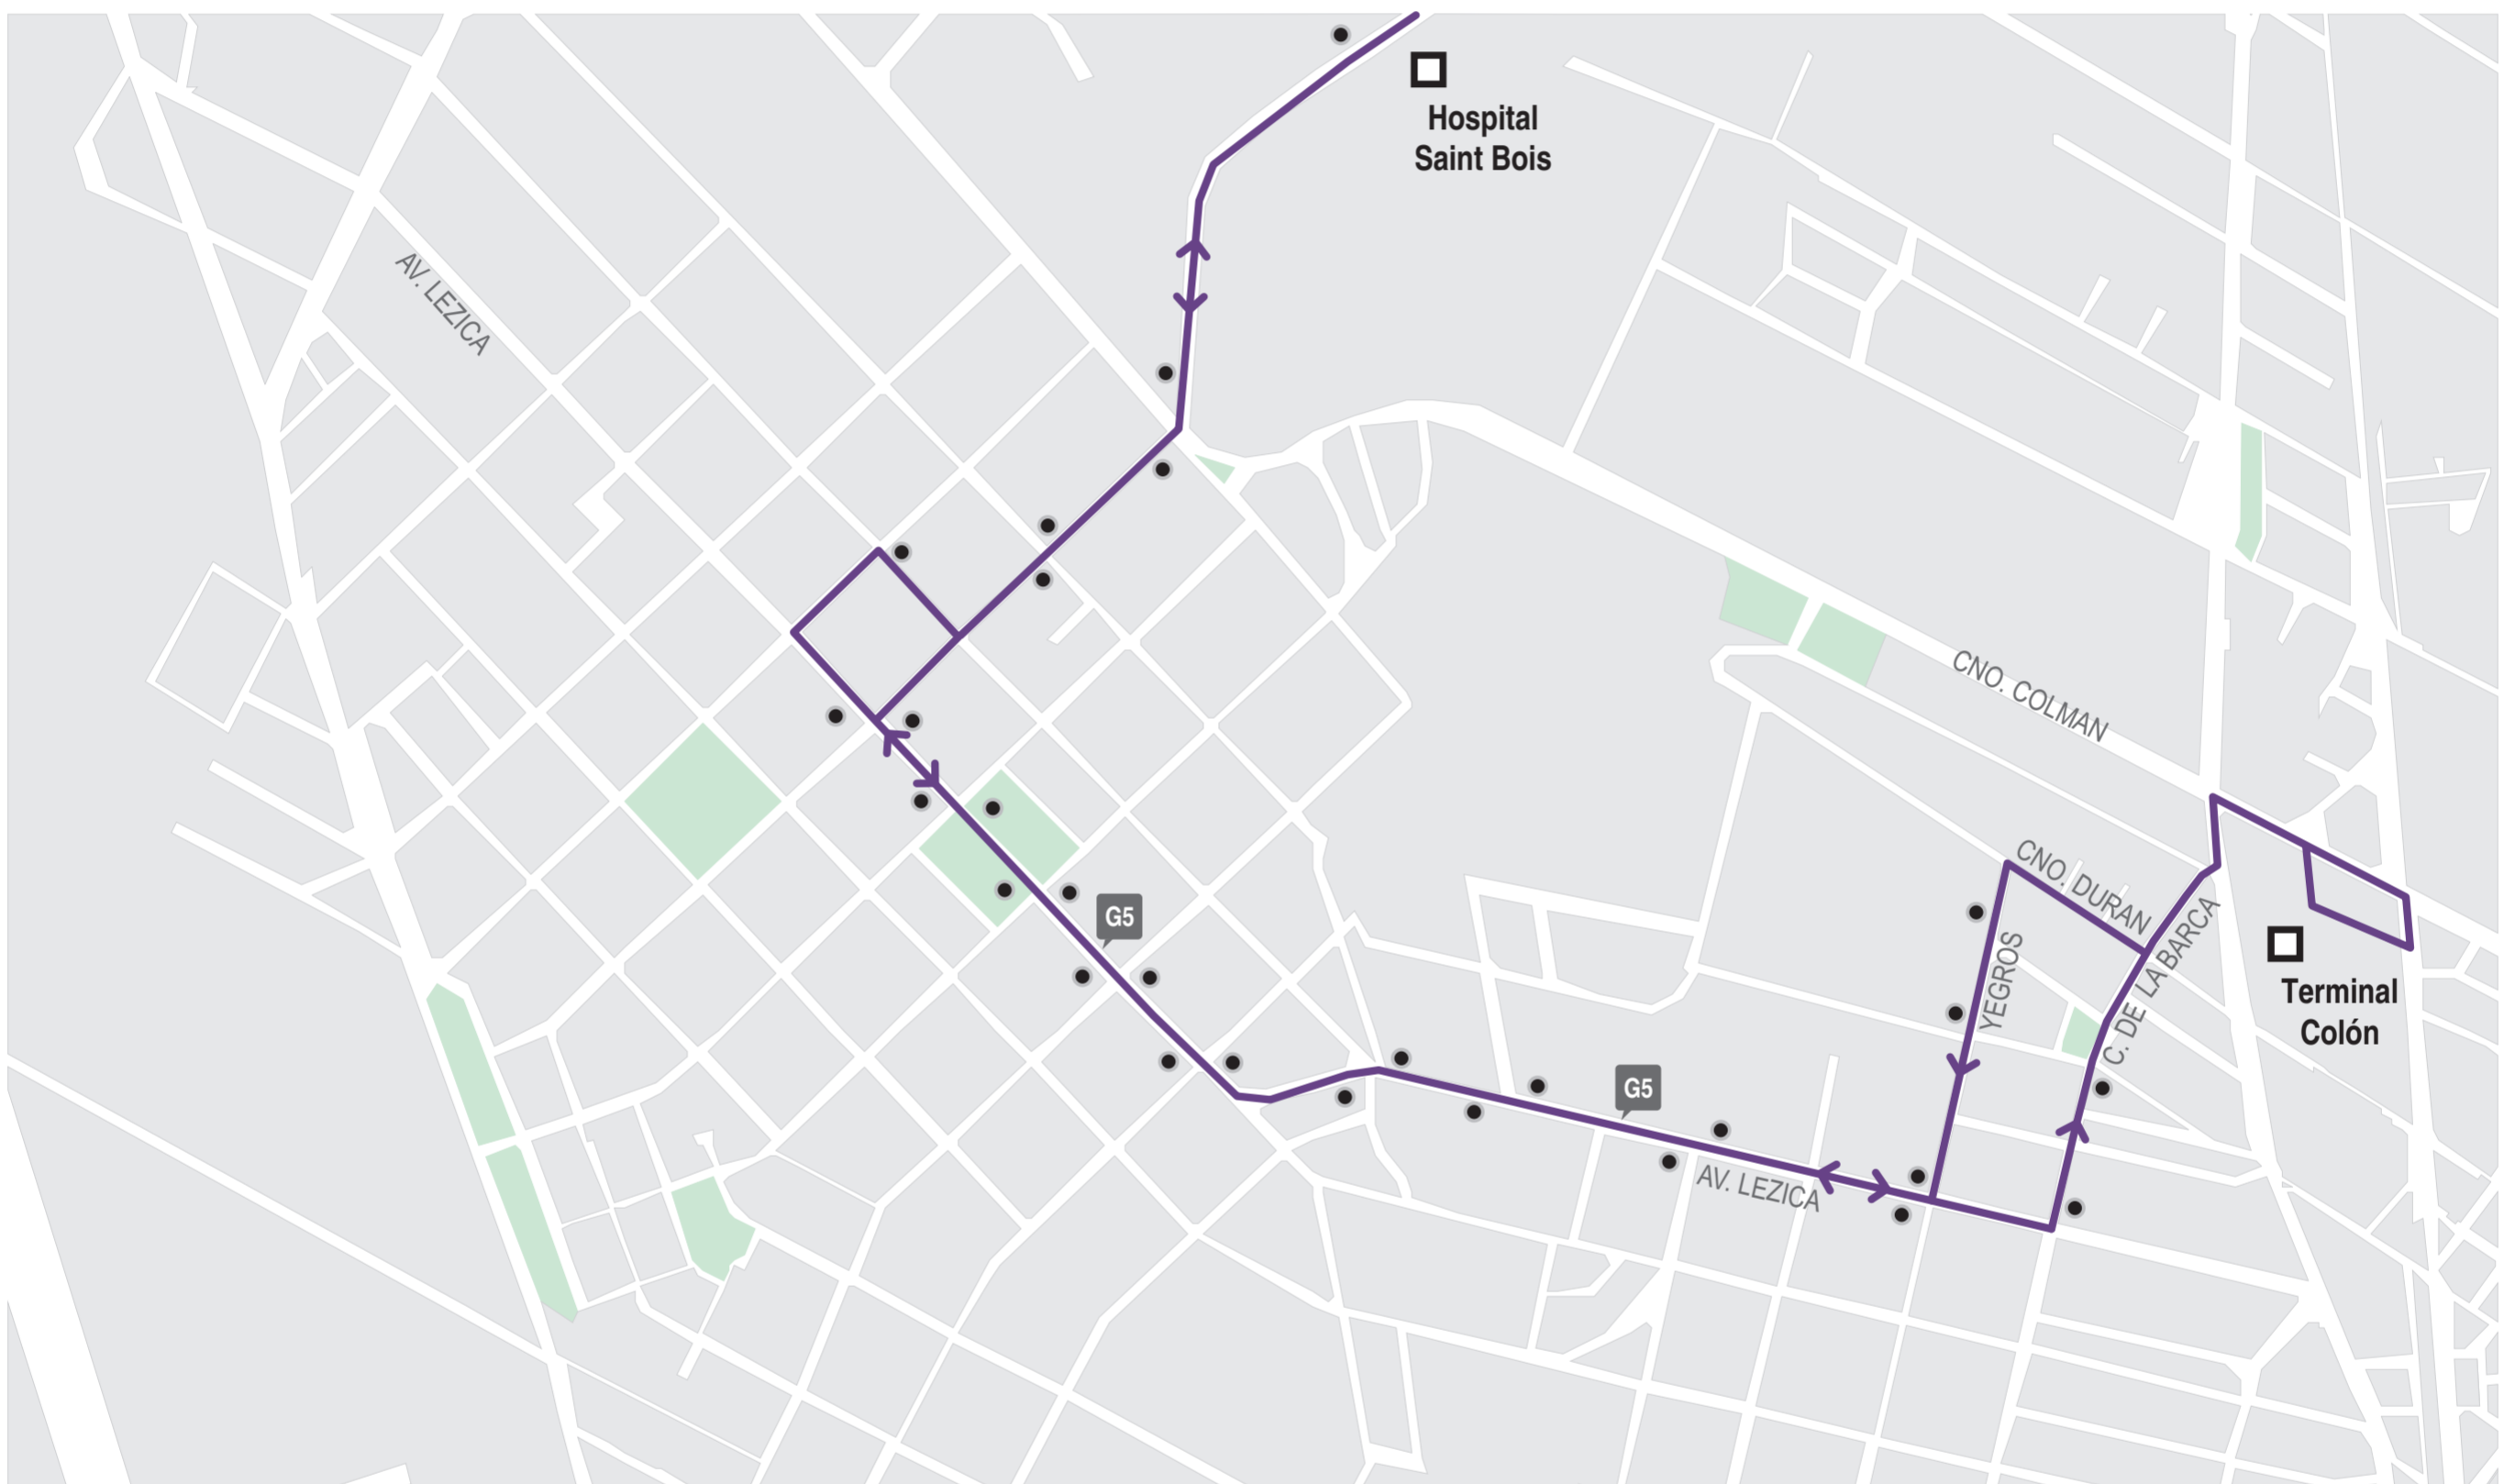 Hospital
Saint Bois
AV. LEZICA
CNO. COLMAN
CNO. DURAN
C. DE LA BARCA
G5
YEGROS
Terminal
Colón
G5
AV. LEZICA